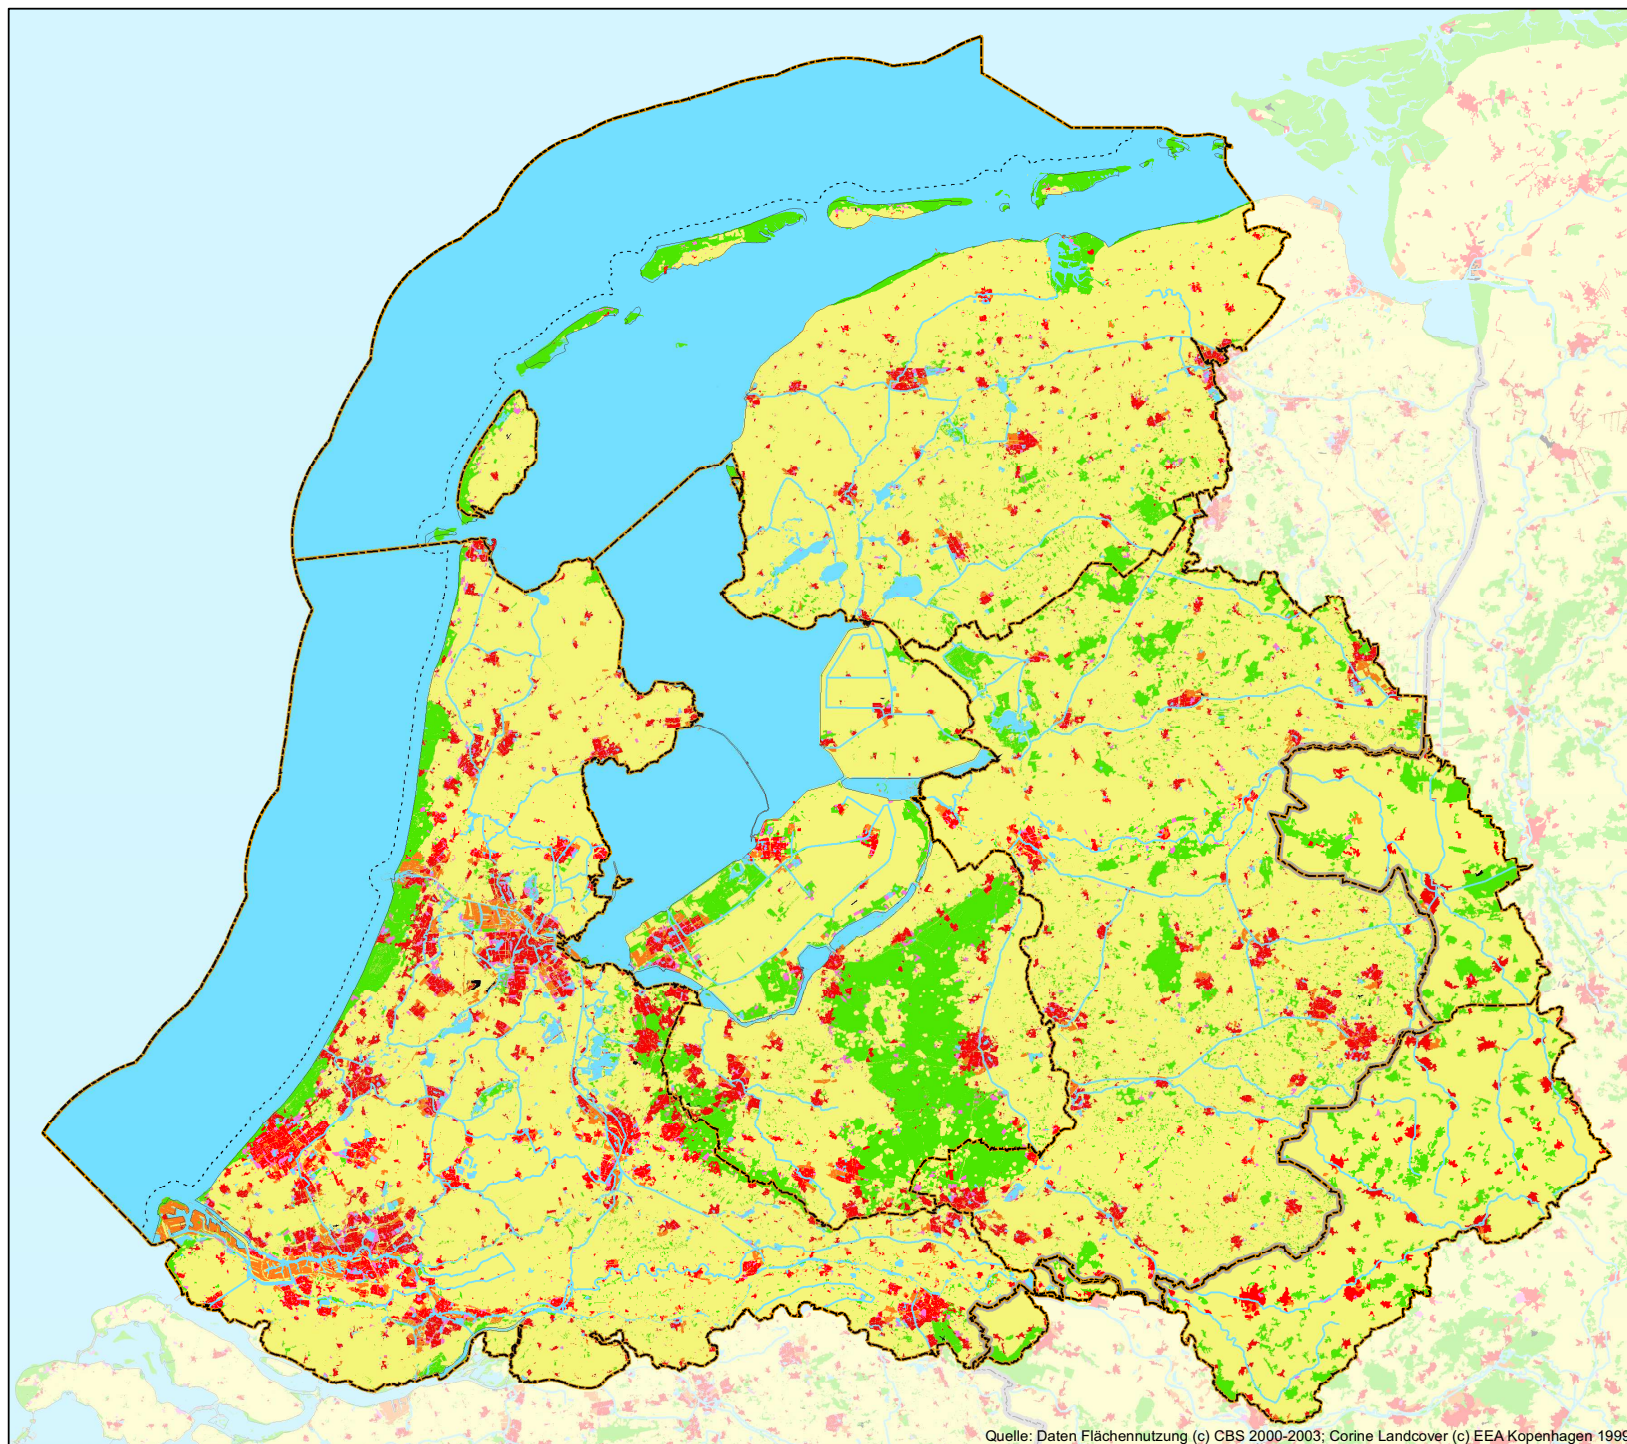 Quelle: Daten Flächennutzung (c) CBS 2000-2003; Corine Landcover (c) EEA Kopenhagen 1999